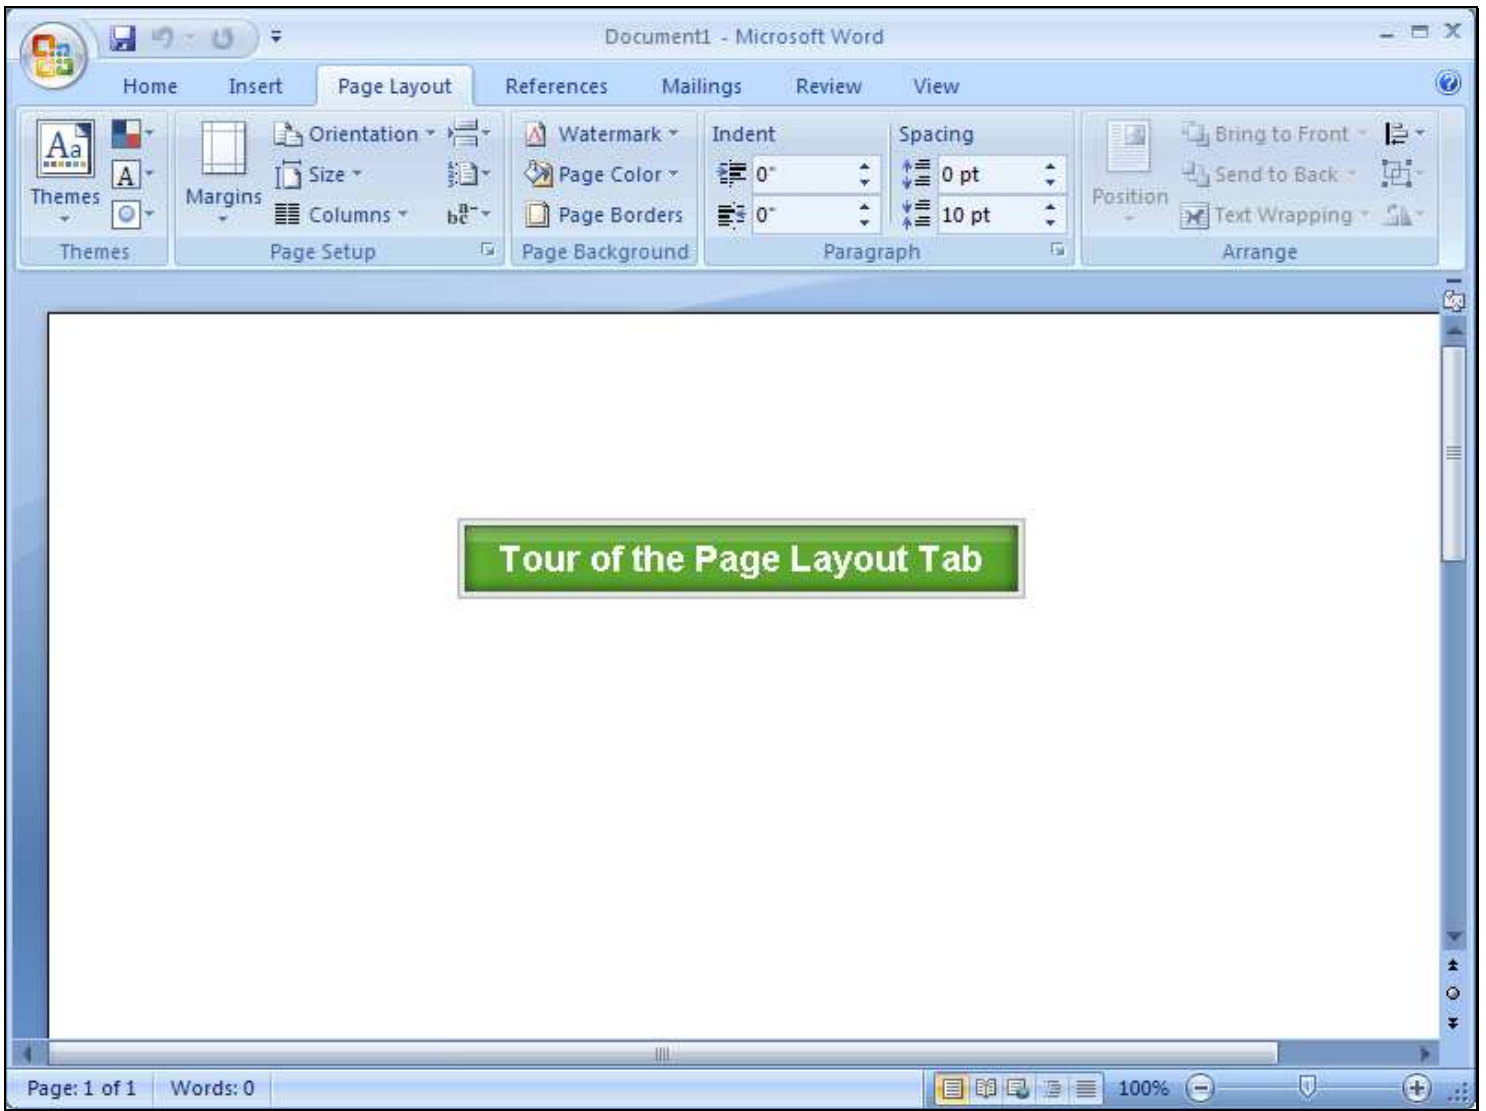 Document1 - Microsoft Word
Home Insert Page Layout References Mailings Review View
Aa Orientation Watermark Indent Spacing Bring to Front
A Size Page Color 0" 0 pt Send to Back
Themes Margins Columns Page Borders 0" 10 pt Position Text Wrapping
Themes Page Setup Page Background Paragraph Arrange
Tour of the Page Layout Tab
Page: 1 of 1 Words: 0 100%